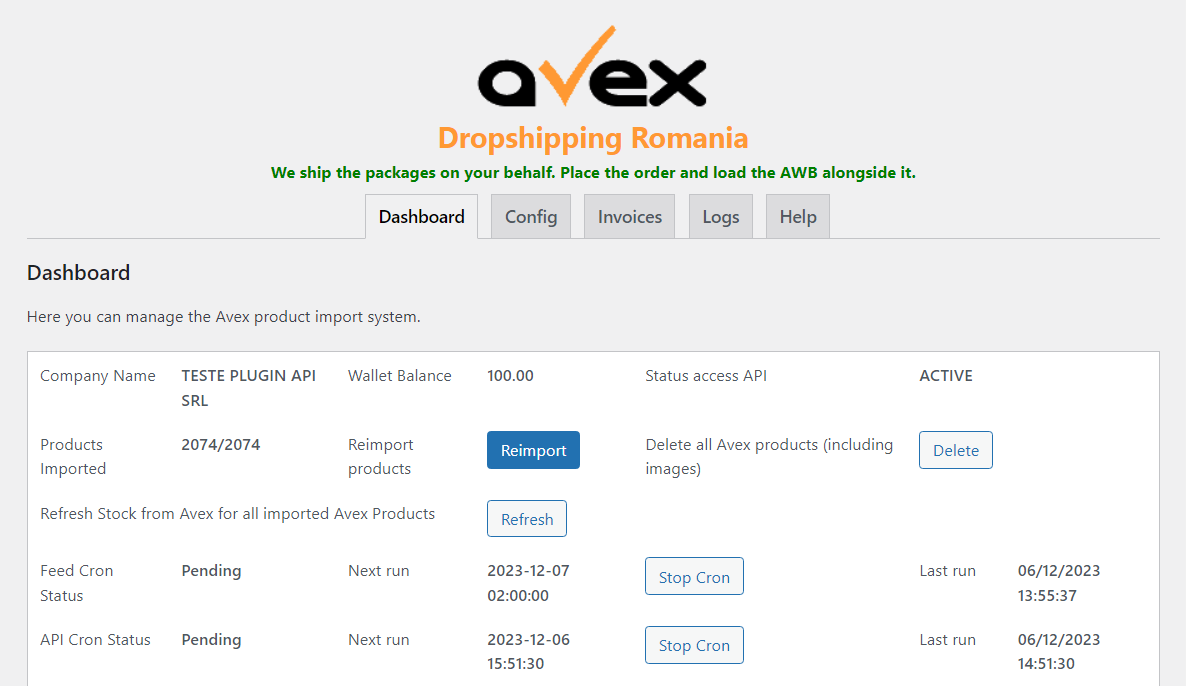 avex
Dropshipping Romania
We ship the packages on your behalf. Place the order and load the AWB alongside it.
Dashboard Config Invoices Logs Help
Dashboard
Here you can manage the Avex product import system.
Company Name TESTE PLUGIN API Wallet Balance 100.00 Status access API ACTIVE
SRL
Products 2074/2074 Reimport Reimport Delete all Avex products (including Delete
Imported products images)
Refresh Stock from Avex for all imported Avex Products Refresh
Feed Cron Pending Next run 2023-12-07 Stop Cron Last run 06/12/2023
Status 02:00:00 13:55:37
API Cron Status Pending Next run 2023-12-06 Stop Cron Last run 06/12/2023
15:51:30 14:51:30